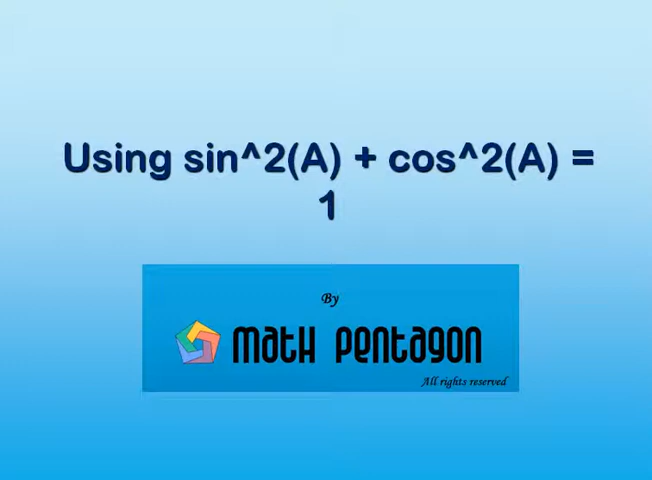 Using sin^2(A) + cos^2(A) =
1
By
Math Pentagon
All rights reserved